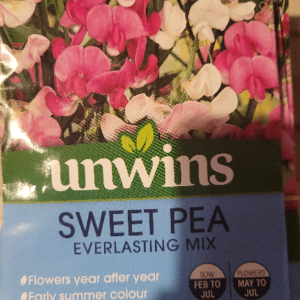 unwins
SWEET PEA
EVERLASTING MIX
Flowers year after year
Early summer colour
SOW
FEB TO
JUL
FLOWERS
MAY TO
JUL